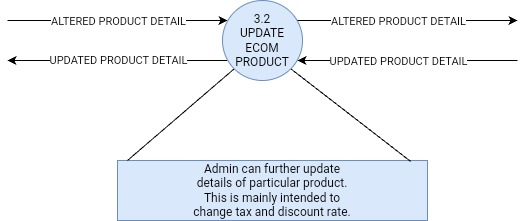 ALTERED PRODUCT DETAIL
3.2
UPDATE
ECOM
PRODUCT
ALTERED PRODUCT DETAIL
UPDATED PRODUCT DETAIL
UPDATED PRODUCT DETAIL
Admin can further update
details of particular product.
This is mainly intended to
change tax and discount rate.